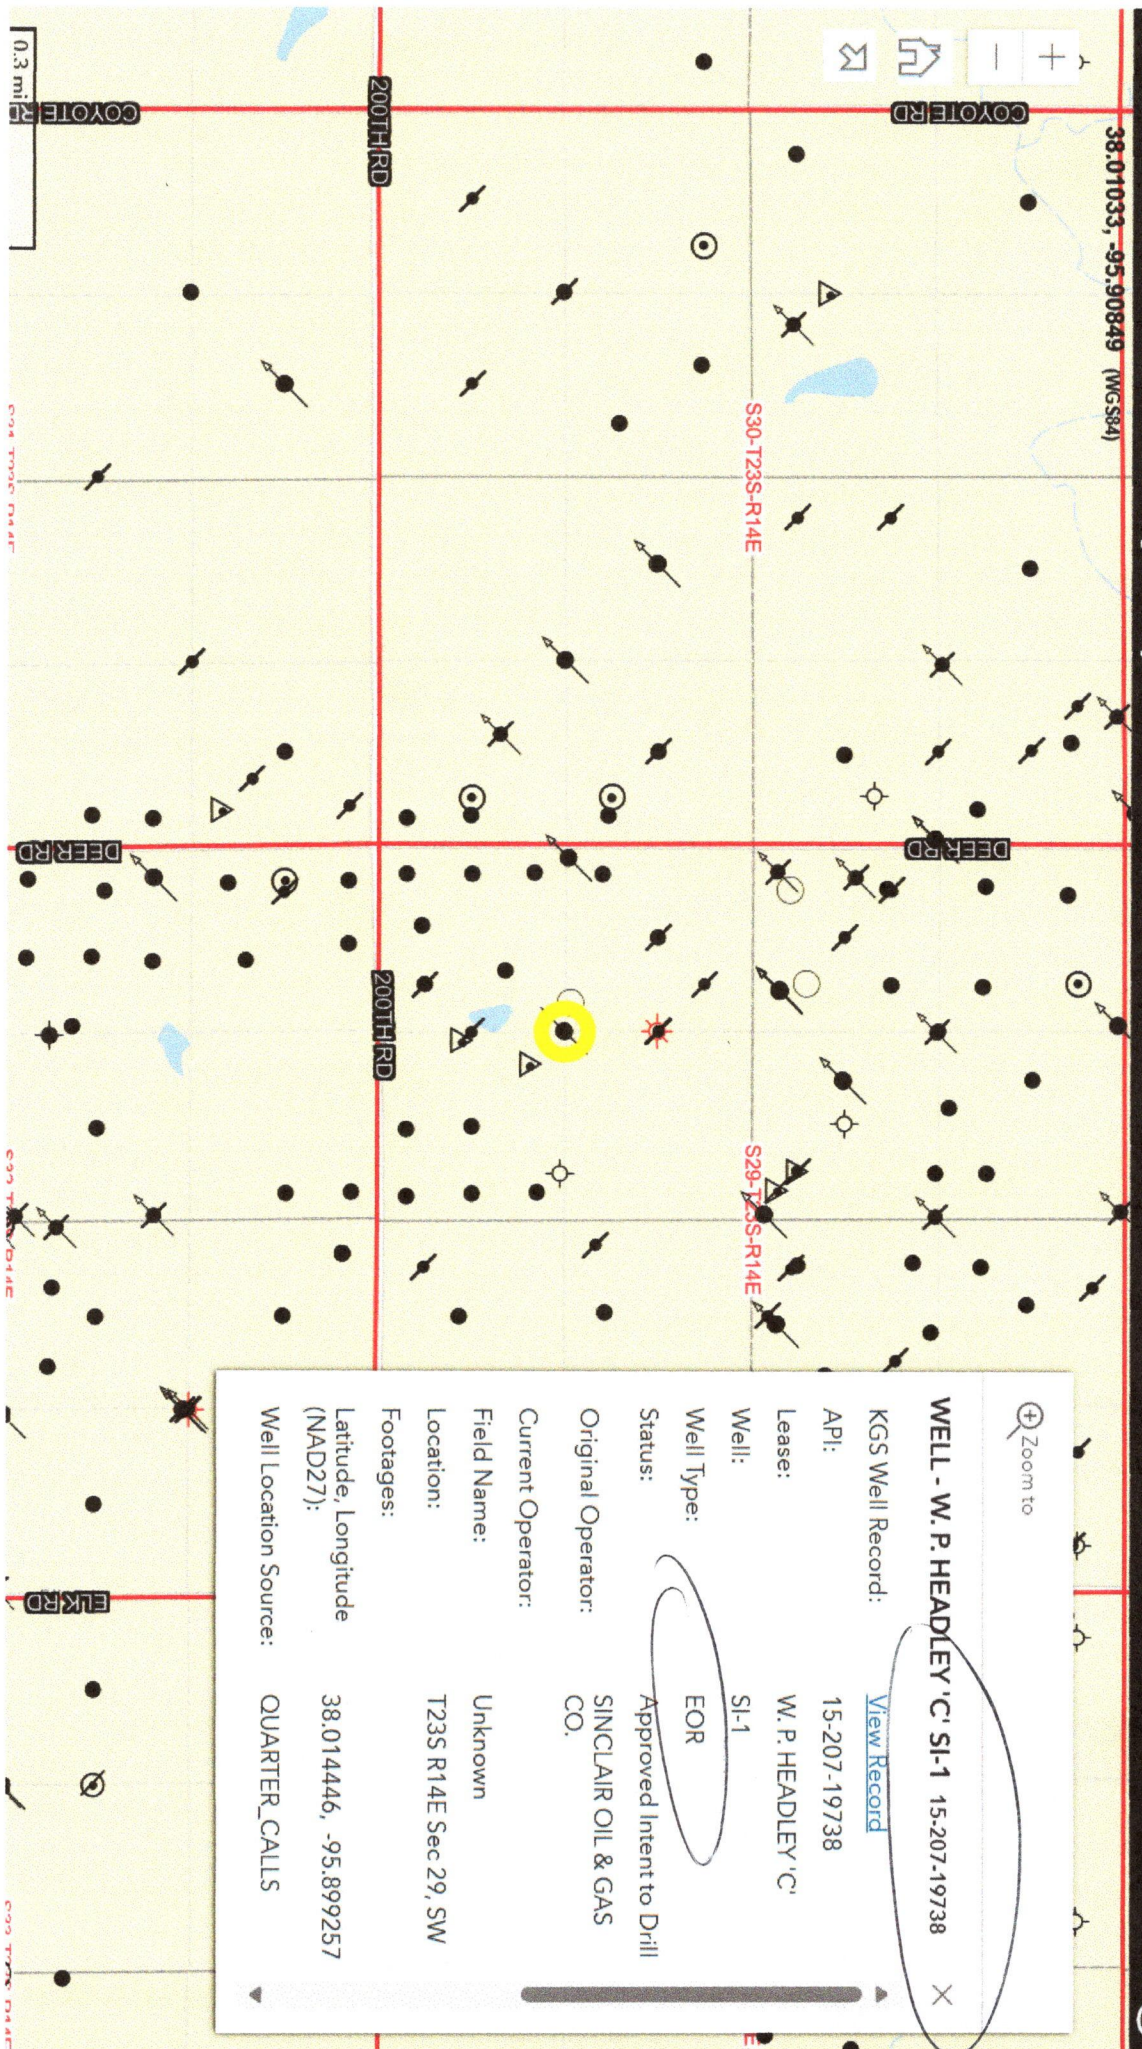 38.01033, -95.90849 (WGS84)
COYOTE RD
DEER RD
S30-T23S-R14E
S29-T23S-R14E
200TH RD
200TH RD
COYOTE RD
DEER RD
ELK RD
0.3 mi
Zoom to
WELL - W. P. HEADLEY 'C' SI-1 15-207-19738
KGS Well Record: View Record
API: 15-207-19738
Lease: W. P. HEADLEY 'C'
Well: SI-1
Well Type: EOR
Status: Approved Intent to Drill
Original Operator: SINCLAIR OIL & GAS
CO.
Current Operator:
Field Name: Unknown
Location: T23S R14E Sec 29, SW
Footages:
Latitude, Longitude 38.014446, -95.899257
(NAD27):
Well Location Source: QUARTER_CALLS